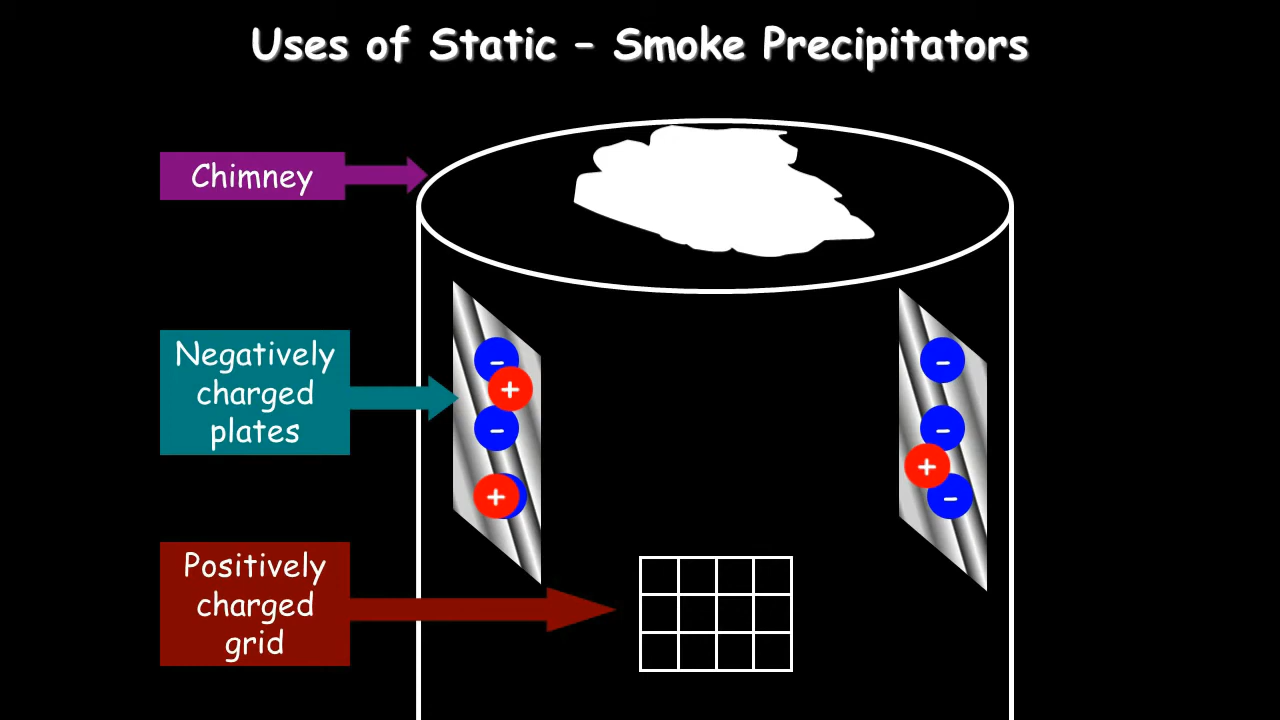 Uses of Static – Smoke Precipitators
Chimney
Negatively
charged
plates
–
+
–
+
–
–
+
–
Positively
charged
grid